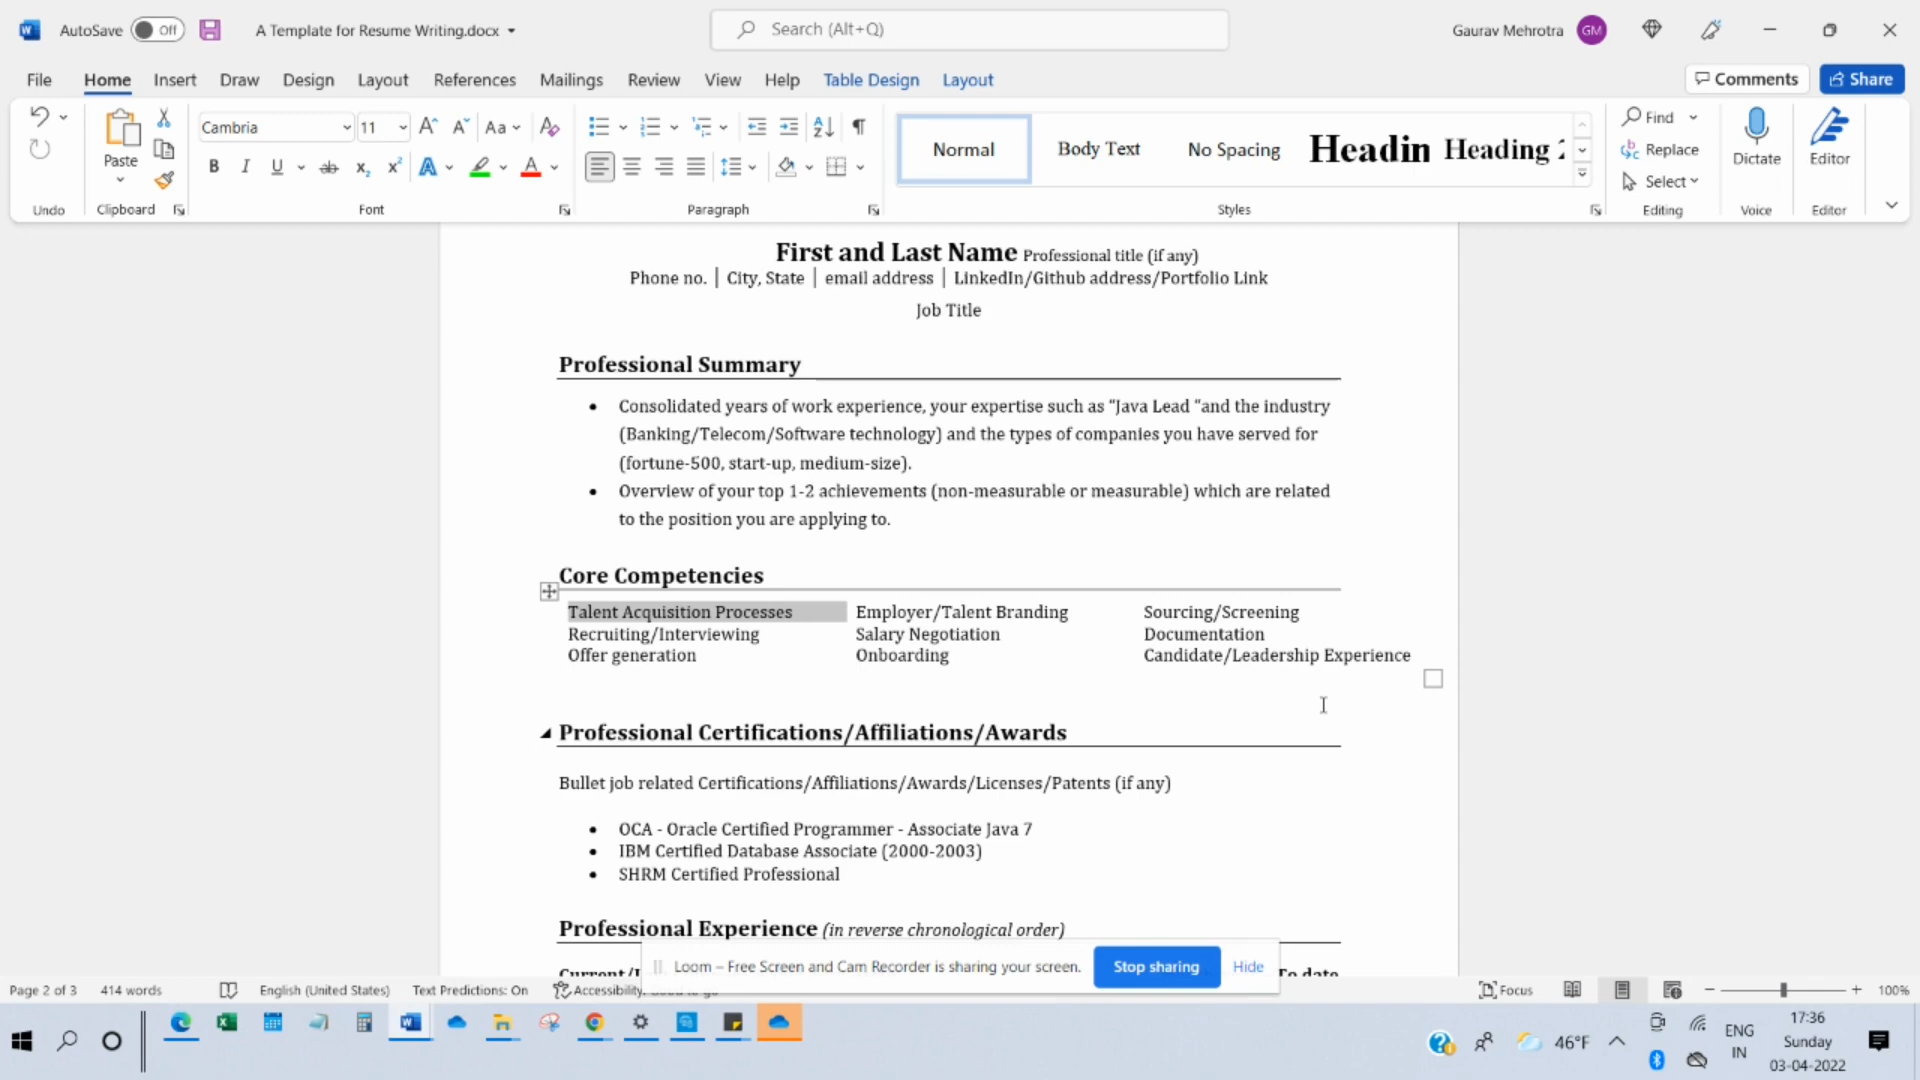 AutoSave Off A Template for Resume Writing.docx Search (Alt+Q) Gaurav Mehrotra GM
File Home Insert Draw Design Layout References Mailings Review View Help Table Design Layout Comments Share
Paste Cambria 11 Aa Normal Body Text No Spacing Headin Heading 2 Find Replace Select Dictate Editor
Undo Clipboard Font Paragraph Styles Editing Voice Editor
First and Last Name Professional title (if any)
Phone no. | City, State | email address | LinkedIn/Github address/Portfolio Link
Job Title
Professional Summary
• Consolidated years of work experience, your expertise such as “Java Lead “and the industry
(Banking/Telecom/Software technology) and the types of companies you have served for
(fortune-500, start-up, medium-size).
• Overview of your top 1-2 achievements (non-measurable or measurable) which are related
to the position you are applying to.
Core Competencies
Talent Acquisition Processes Employer/Talent Branding Sourcing/Screening
Recruiting/Interviewing Salary Negotiation Documentation
Offer generation Onboarding Candidate/Leadership Experience
Professional Certifications/Affiliations/Awards
Bullet job related Certifications/Affiliations/Awards/Licenses/Patents (if any)
• OCA - Oracle Certified Programmer - Associate Java 7
• IBM Certified Database Associate (2000-2003)
• SHRM Certified Professional
Professional Experience (in reverse chronological order)
Loom – Free Screen and Cam Recorder is sharing your screen. Stop sharing Hide
To date
Page 2 of 3 414 words English (United States) Text Predictions: On Accessibility: Good to go Focus 100%
46°F ENG IN 17:36 Sunday 03-04-2022